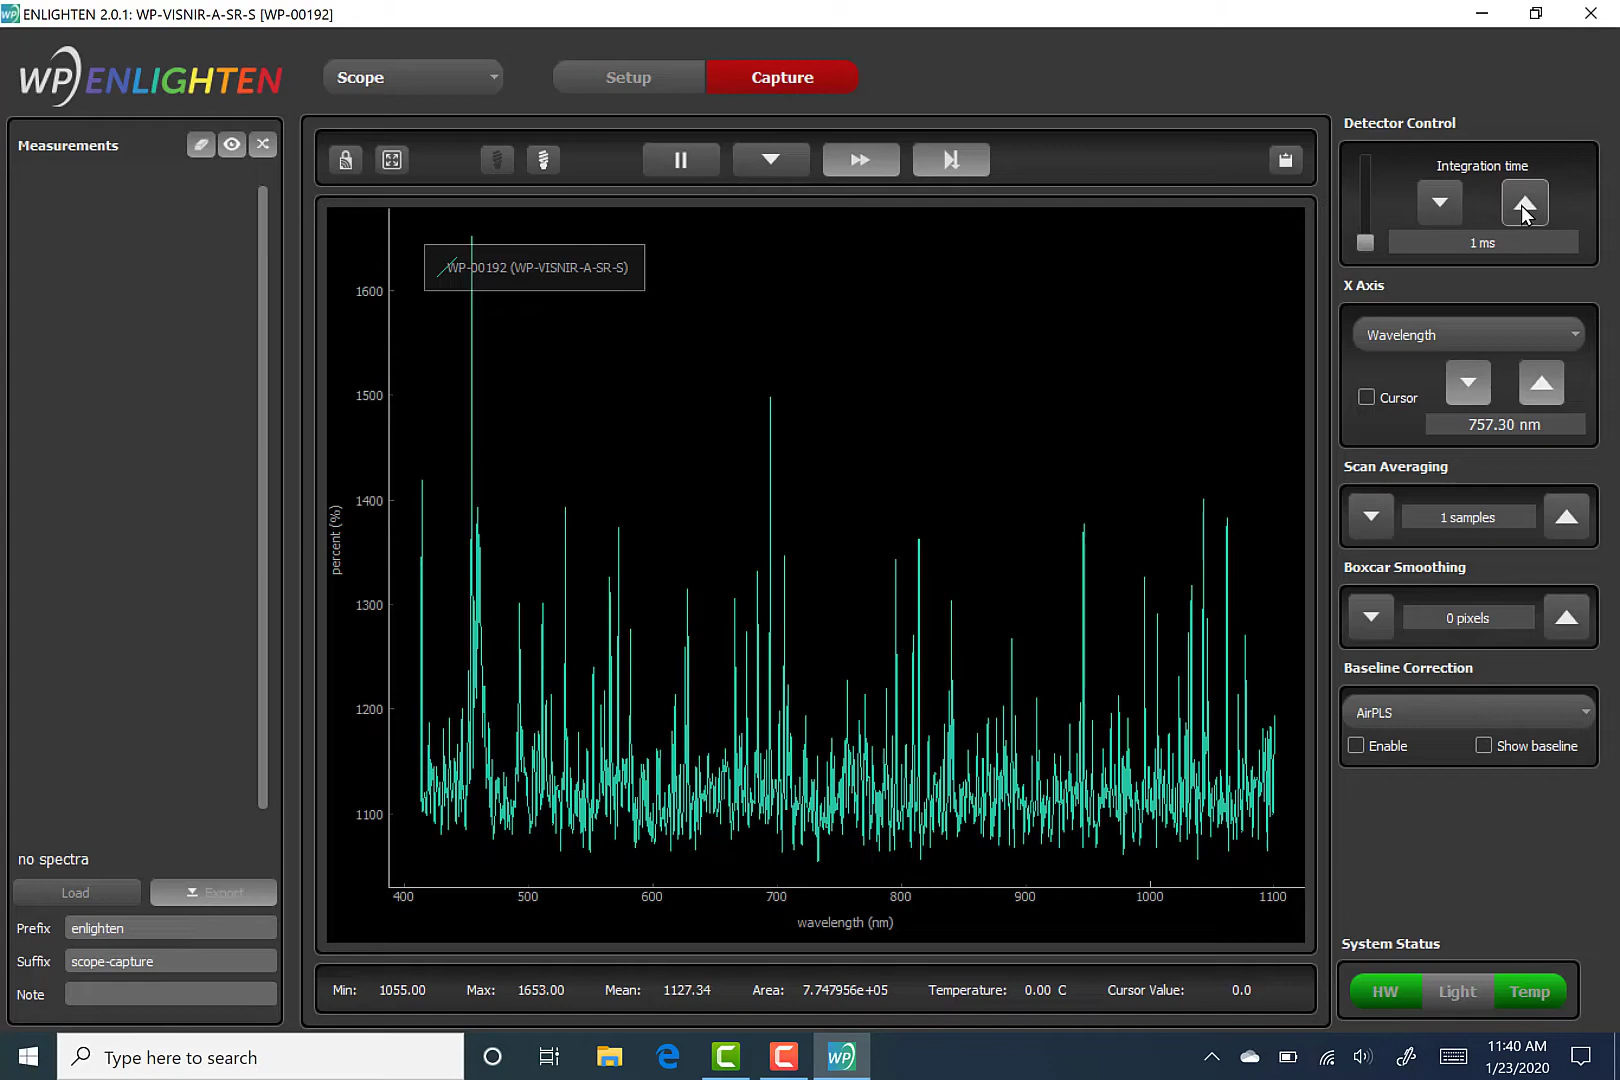 ENLIGHTEN 2.0.1: WP-VISNIR-A-SR-S [WP-00192]
WP ENLIGHTEN
Scope
Setup
Capture
Measurements
no spectra
Load
Export
Prefix
enlighten
Suffix
scope-capture
Note
WP-00192 (WP-VISNIR-A-SR-S)
percent (%)
1600
1500
1400
1300
1200
1100
400 500 600 700 800 900 1000 1100
wavelength (nm)
Min: 1055.00 Max: 1653.00 Mean: 1127.34 Area: 7.747956e+05 Temperature: 0.00 C Cursor Value: 0.0
Detector Control
Integration time
1 ms
X Axis
Wavelength
Cursor
757.30 nm
Scan Averaging
1 samples
Boxcar Smoothing
0 pixels
Baseline Correction
AirPLS
Enable
Show baseline
System Status
HW Light Temp
Type here to search
WP
11:40 AM
1/23/2020